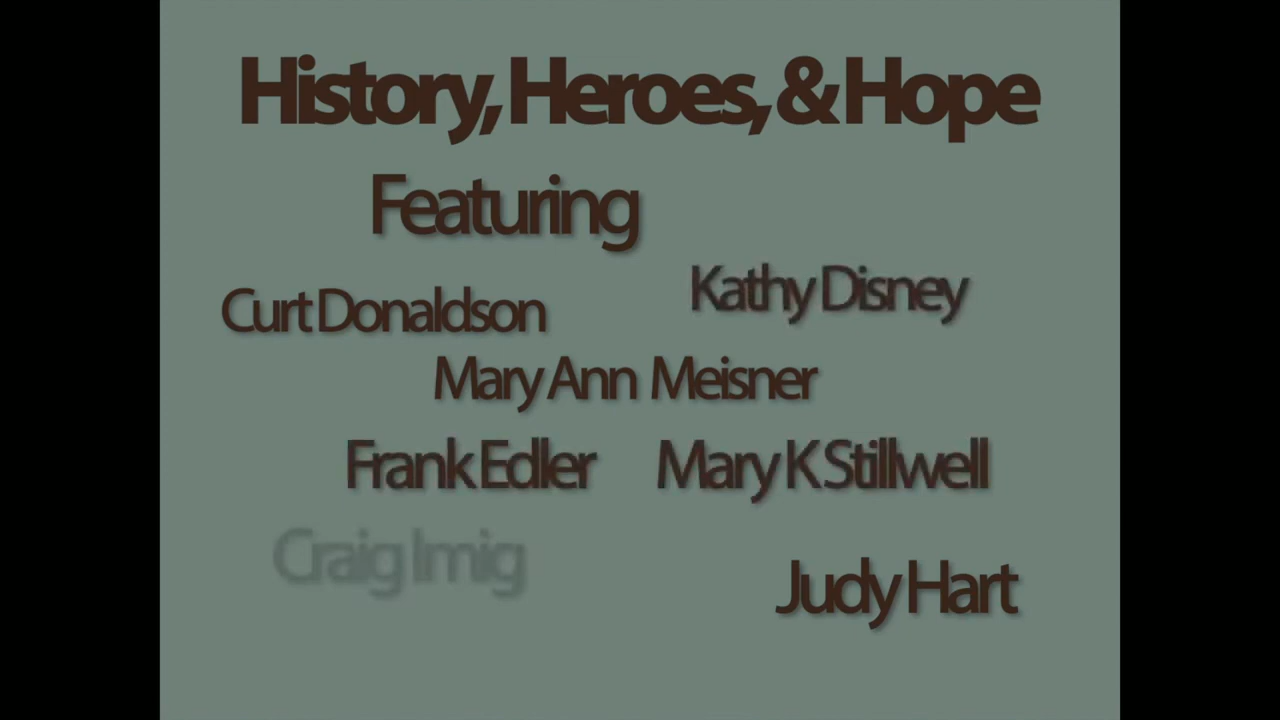 History, Heroes, & Hope
Featuring
Kathy Disney
Curt Donaldson
Mary Ann Meisner
Frank Edler
Mary K Stillwell
Craig Imig
Judy Hart